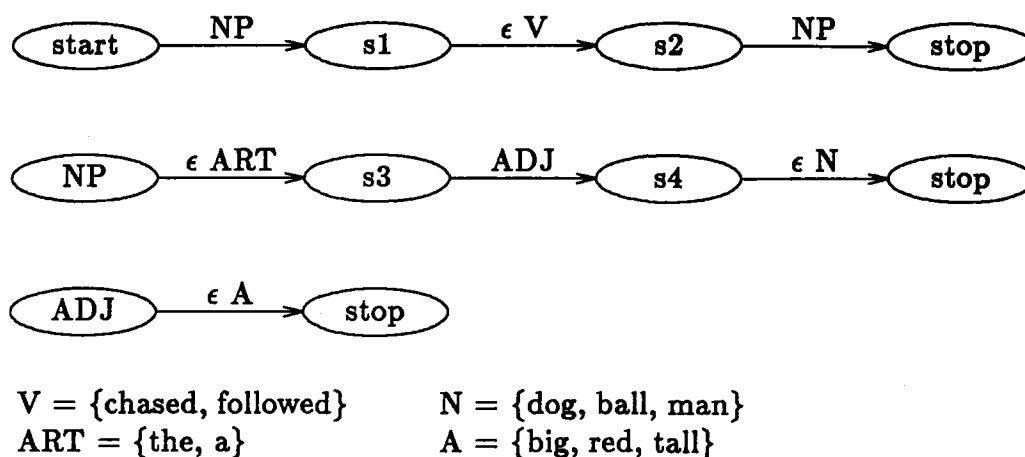 start NP s1 ϵ V s2 NP stop
NP ϵ ART s3 ADJ s4 ϵ N stop
ADJ ϵ A stop
V = {chased, followed} N = {dog, ball, man}
ART = {the, a} A = {big, red, tall}